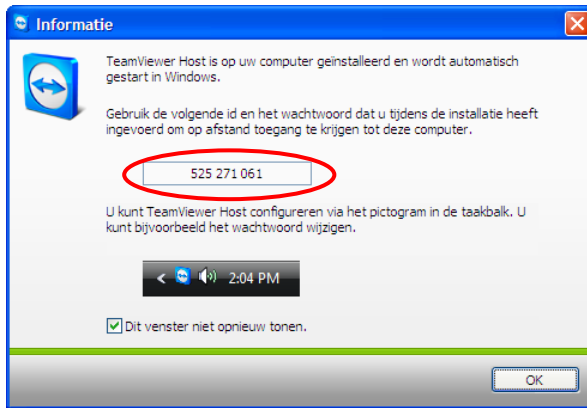 Informatie
TeamViewer Host is op uw computer geïnstalleerd en wordt automatisch
gestart in Windows.
Gebruik de volgende id en het wachtwoord dat u tijdens de installatie heeft
ingevoerd om op afstand toegang te krijgen tot deze computer.
525 271 061
U kunt TeamViewer Host configureren via het pictogram in de taakbalk. U
kunt bijvoorbeeld het wachtwoord wijzigen.
2:04 PM
Dit venster niet opnieuw tonen.
OK